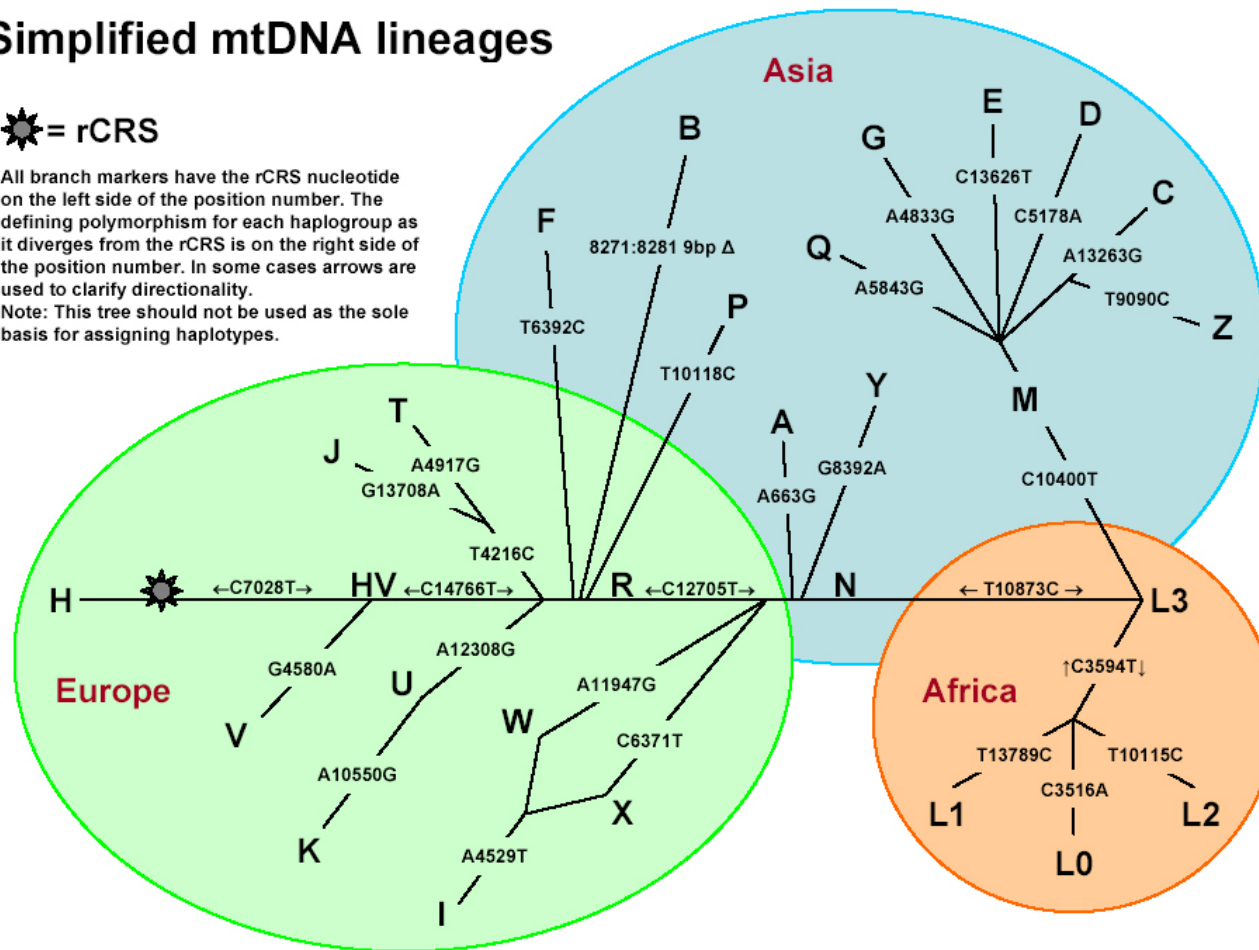 Simplified mtDNA lineages
= rCRS
All branch markers have the rCRS nucleotide
on the left side of the position number. The
defining polymorphism for each haplogroup as
it diverges from the rCRS is on the right side of
the position number. In some cases arrows are
used to clarify directionality.
Note: This tree should not be used as the sole
basis for assigning haplotypes.
Asia
E
D
B
G
C13626T
C
A4833G
C5178A
F
8271:8281 9bp Δ
Q
A13263G
A5843G
T9090C
P
T6392C
Z
T10118C
Y
M
T
A
J
A4917G
G8392A
G13708A
A663G
C10400T
T4216C
H
←C7028T→
HV
←C14766T→
R
←C12705T→
N
← T10873C →
L3
A12308G
G4580A
↑C3594T↓
Europe
U
A11947G
Africa
V
W
C6371T
T13789C
T10115C
A10550G
C3516A
X
L1
L2
K
A4529T
L0
I